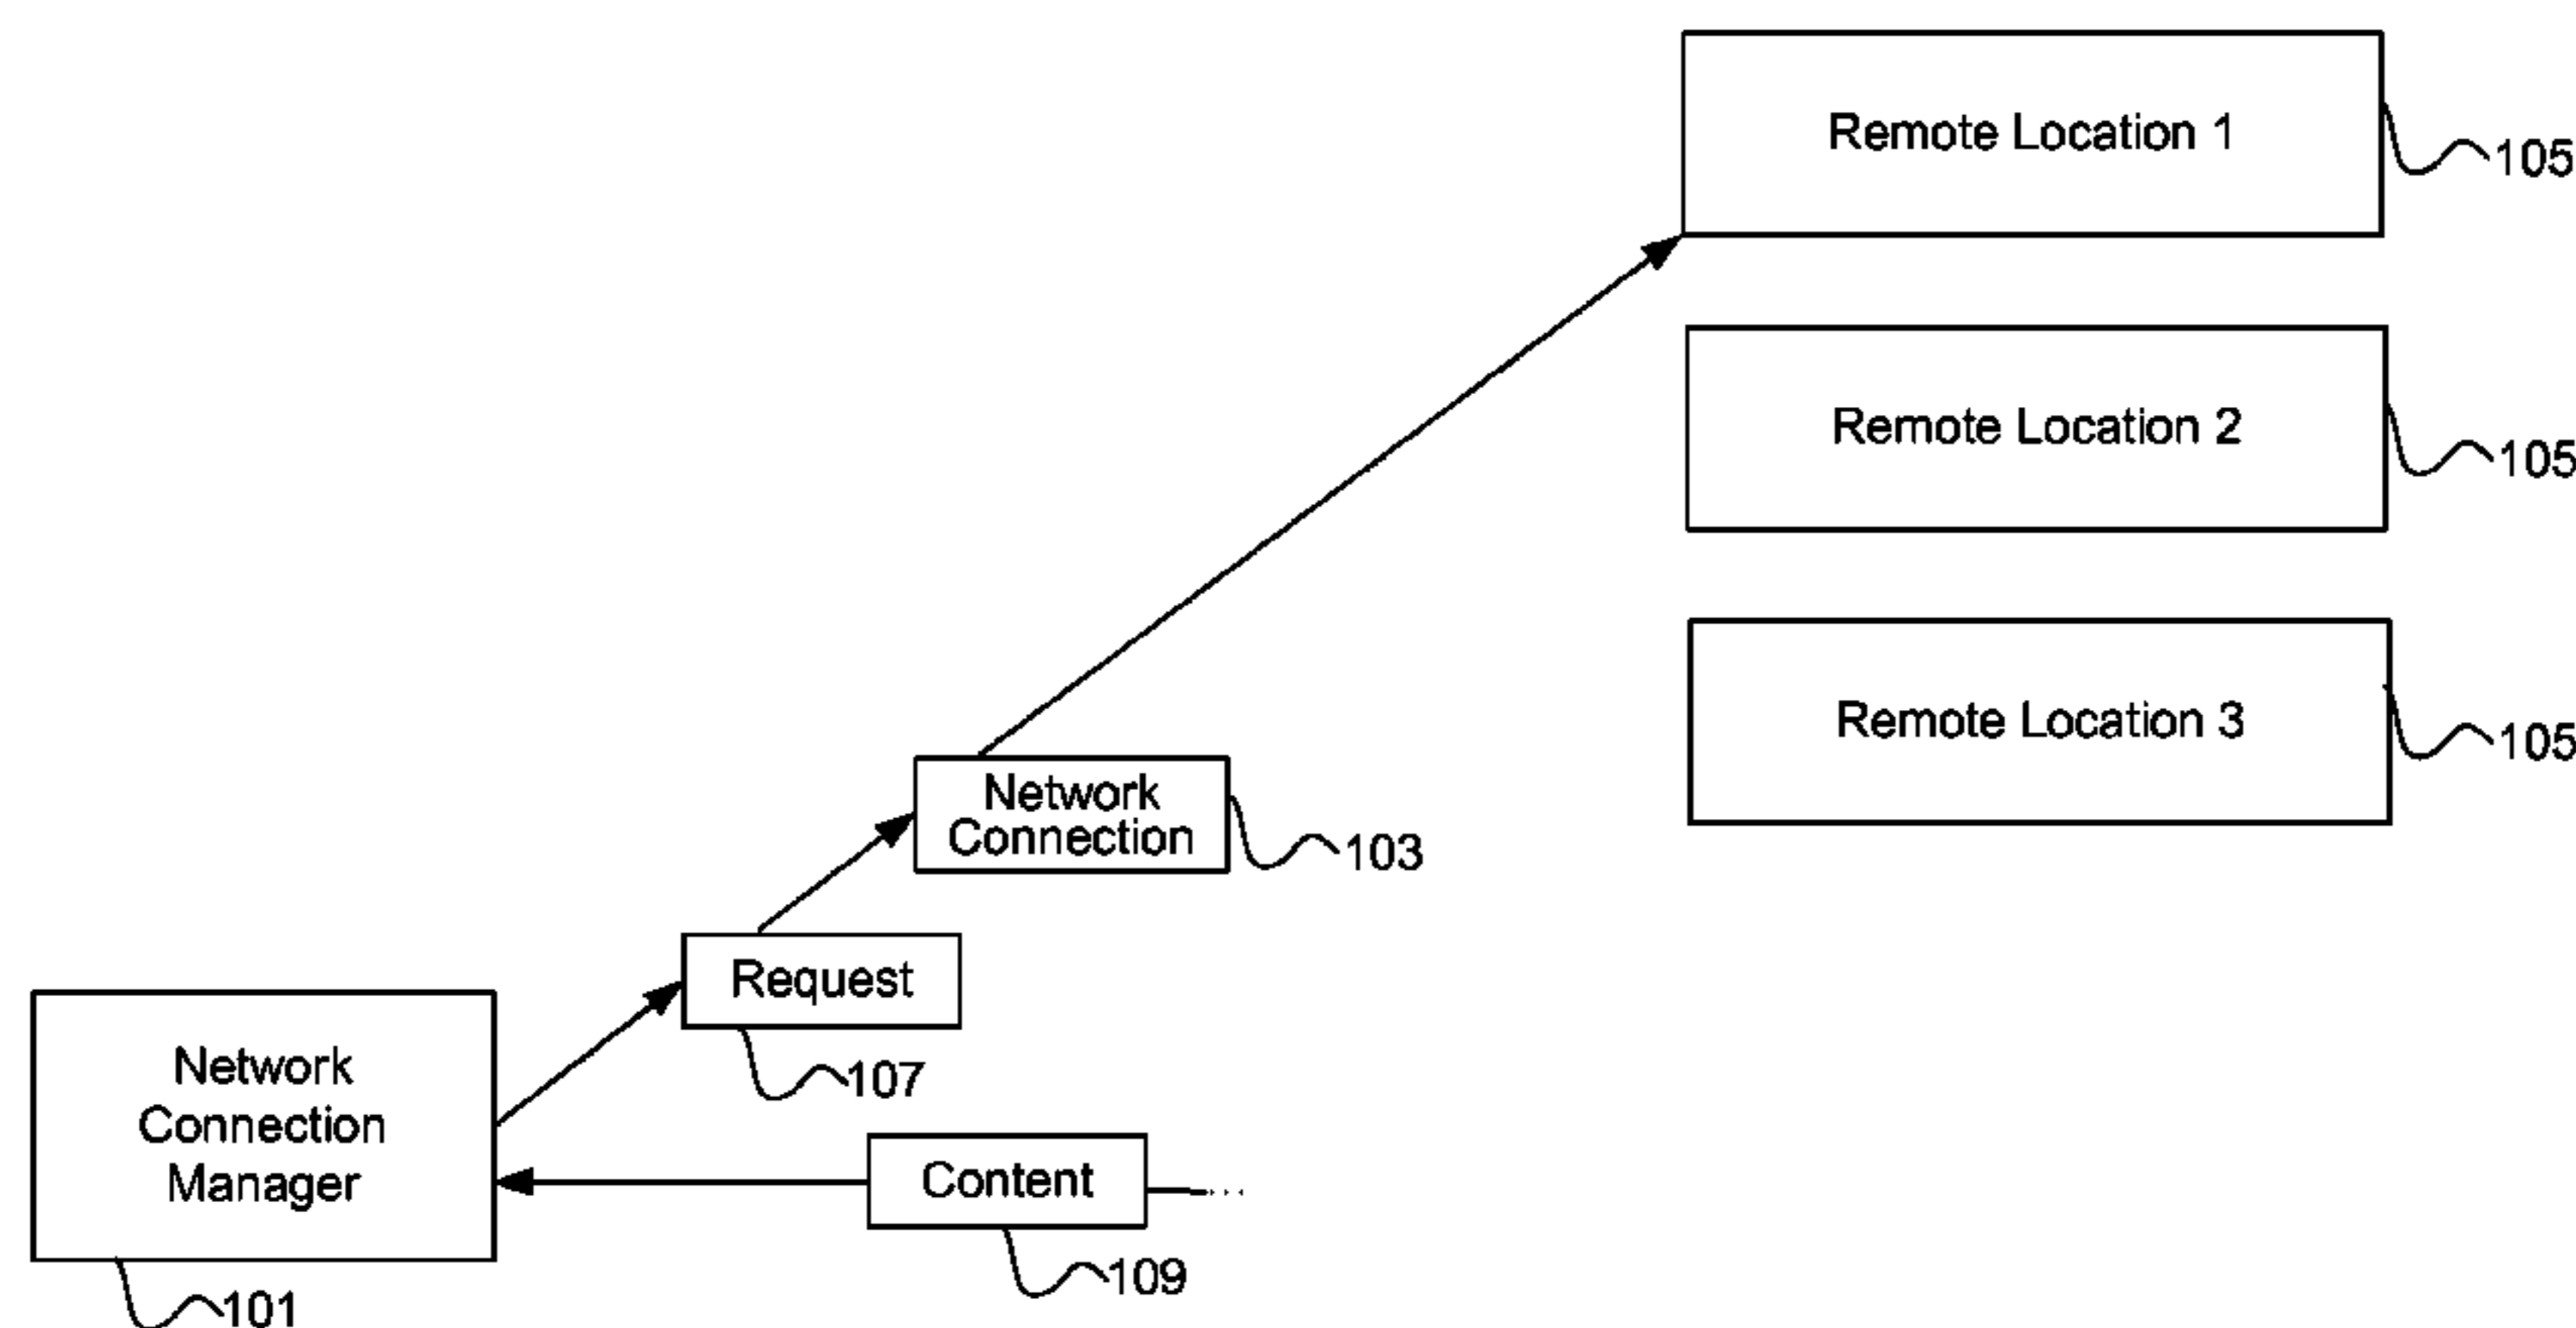 Remote Location 1
105
Remote Location 2
105
Remote Location 3
105
Network
Connection
103
Request
107
Network
Connection
Manager
101
Content
109